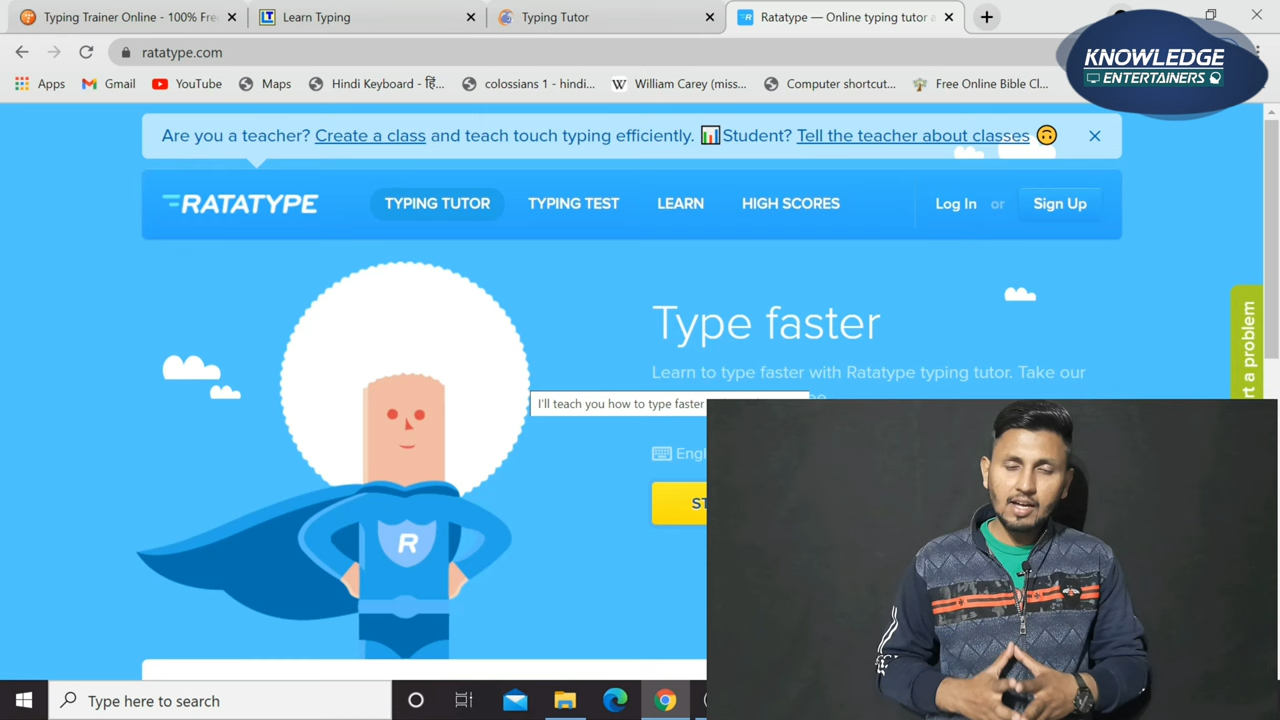 Typing Trainer Online - 100% Fre
Learn Typing
Typing Tutor
Ratatype — Online typing tutor a
KNOWLEDGE
ENTERTAINERS
ratatype.com
Apps
Gmail
YouTube
Maps
Hindi Keyboard - हिं...
colossians 1 - hindi...
William Carey (miss...
Computer shortcut...
Free Online Bible Cl...
Are you a teacher? Create a class and teach touch typing efficiently. Student? Tell the teacher about classes
RATATYPE
TYPING TUTOR
TYPING TEST
LEARN
HIGH SCORES
Log In or Sign Up
Type faster
Learn to type faster with Ratatype typing tutor. Take our
I'll teach you how to type faster
Engl
ST
R
rt a problem
Type here to search